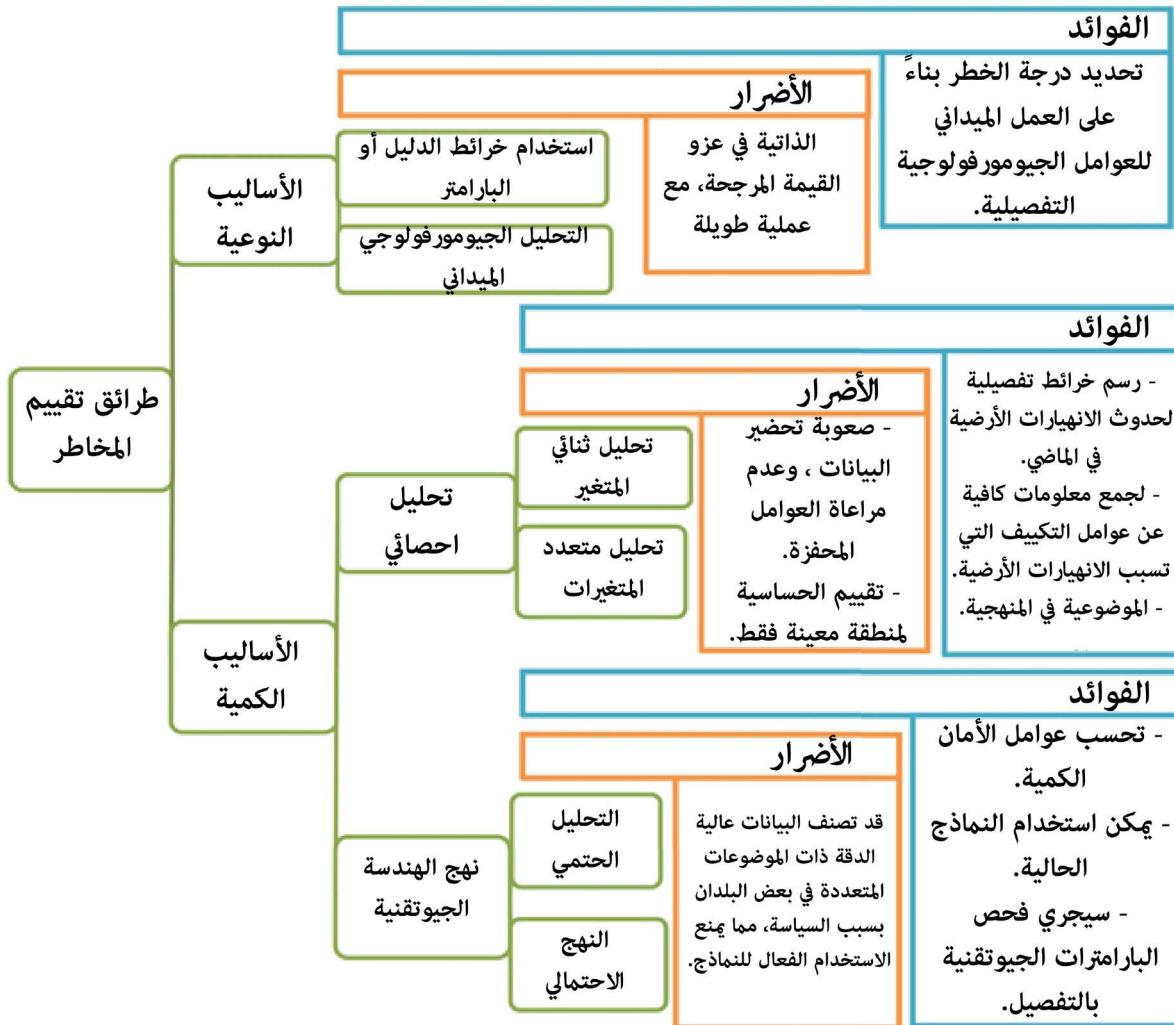 طرائق تقييم
المخاطر
الأساليب
النوعية
استخدام خرائط الدليل أو
البارامتر
التحليل الجيومورفولوجي
الميداني
الأضرار
الذاتية في عزو
القيمة المرجحة، مع
عملية طويلة
الفوائد
تحديد درجة الخطر بناءً
على العمل الميداني
للعوامل الجيومورفولوجية
التفصيلية.
الأساليب
الكمية
تحليل
احصائي
تحليل ثنائي
المتغير
تحليل متعدد
المتغيرات
الأضرار
- صعوبة تحضير
البيانات ، وعدم
مراعاة العوامل
المحفزة.
- تقييم الحساسية
لمنطقة معينة فقط.
الفوائد
- رسم خرائط تفصيلية
لحدوث الانهيارات الأرضية
في الماضي.
- لجمع معلومات كافية
عن عوامل التكييف التي
تسبب الانهيارات الأرضية.
- الموضوعية في المنهجية.
نهج الهندسة
الجيوتقنية
التحليل
الحتمي
النهج
الاحتمالي
الأضرار
قد تصنف البيانات عالية
الدقة ذات الموضوعات
المتعددة في بعض البلدان
بسبب السياسة، مما يمنع
الاستخدام الفعال للنماذج.
الفوائد
- تحسب عوامل الأمان
الكمية.
- يمكن استخدام النماذج
الحالية.
- سيجري فحص
البارامترات الجيوتقنية
بالتفصيل.